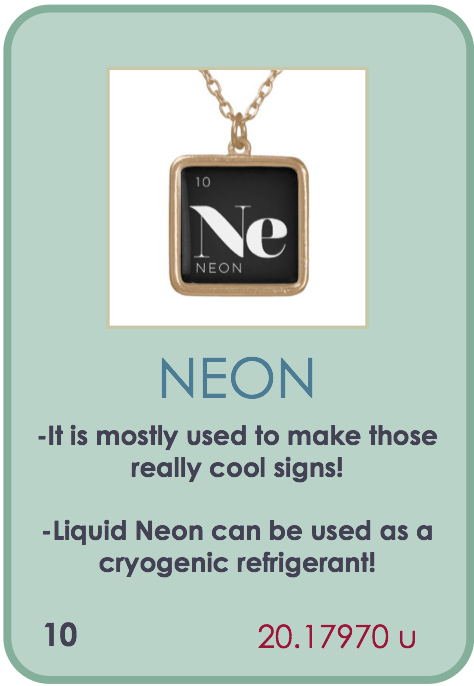 10
Ne
NEON
NEON
-It is mostly used to make those
really cool signs!
-Liquid Neon can be used as a
cryogenic refrigerant!
10
20.17970 u